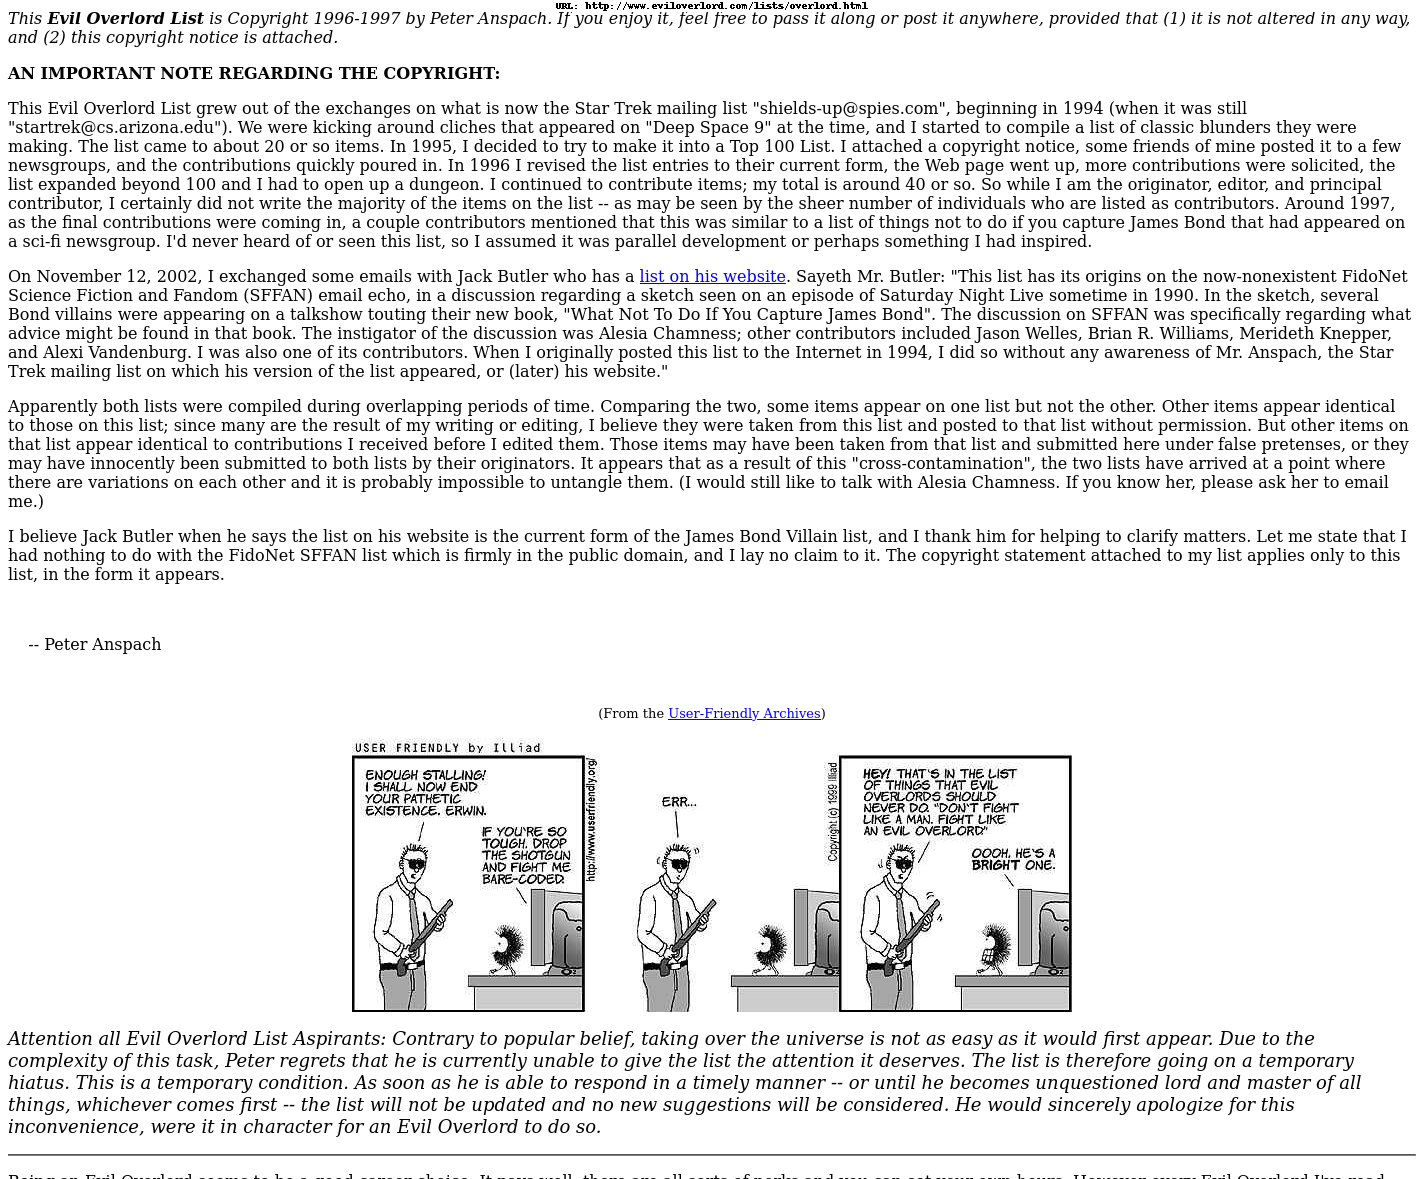 URL: http://www.eviloverlord.com/lists/overlord.html
This Evil Overlord List is Copyright 1996-1997 by Peter Anspach. If you enjoy it, feel free to pass it along or post it anywhere, provided that (1) it is not altered in any way,
and (2) this copyright notice is attached.
AN IMPORTANT NOTE REGARDING THE COPYRIGHT:
This Evil Overlord List grew out of the exchanges on what is now the Star Trek mailing list "shields-up@spies.com", beginning in 1994 (when it was still
"startrek@cs.arizona.edu"). We were kicking around cliches that appeared on "Deep Space 9" at the time, and I started to compile a list of classic blunders they were
making. The list came to about 20 or so items. In 1995, I decided to try to make it into a Top 100 List. I attached a copyright notice, some friends of mine posted it to a few
newsgroups, and the contributions quickly poured in. In 1996 I revised the list entries to their current form, the Web page went up, more contributions were solicited, the
list expanded beyond 100 and I had to open up a dungeon. I continued to contribute items; my total is around 40 or so. So while I am the originator, editor, and principal
contributor, I certainly did not write the majority of the items on the list -- as may be seen by the sheer number of individuals who are listed as contributors. Around 1997,
as the final contributions were coming in, a couple contributors mentioned that this was similar to a list of things not to do if you capture James Bond that had appeared on
a sci-fi newsgroup. I'd never heard of or seen this list, so I assumed it was parallel development or perhaps something I had inspired.
On November 12, 2002, I exchanged some emails with Jack Butler who has a list on his website. Sayeth Mr. Butler: "This list has its origins on the now-nonexistent FidoNet
Science Fiction and Fandom (SFFAN) email echo, in a discussion regarding a sketch seen on an episode of Saturday Night Live sometime in 1990. In the sketch, several
Bond villains were appearing on a talkshow touting their new book, "What Not To Do If You Capture James Bond". The discussion on SFFAN was specifically regarding what
advice might be found in that book. The instigator of the discussion was Alesia Chamness; other contributors included Jason Welles, Brian R. Williams, Merideth Knepper,
and Alexi Vandenburg. I was also one of its contributors. When I originally posted this list to the Internet in 1994, I did so without any awareness of Mr. Anspach, the Star
Trek mailing list on which his version of the list appeared, or (later) his website."
Apparently both lists were compiled during overlapping periods of time. Comparing the two, some items appear on one list but not the other. Other items appear identical
to those on this list; since many are the result of my writing or editing, I believe they were taken from this list and posted to that list without permission. But other items on
that list appear identical to contributions I received before I edited them. Those items may have been taken from that list and submitted here under false pretenses, or they
may have innocently been submitted to both lists by their originators. It appears that as a result of this "cross-contamination", the two lists have arrived at a point where
there are variations on each other and it is probably impossible to untangle them. (I would still like to talk with Alesia Chamness. If you know her, please ask her to email
me.)
I believe Jack Butler when he says the list on his website is the current form of the James Bond Villain list, and I thank him for helping to clarify matters. Let me state that I
had nothing to do with the FidoNet SFFAN list which is firmly in the public domain, and I lay no claim to it. The copyright statement attached to my list applies only to this
list, in the form it appears.
-- Peter Anspach
(From the User-Friendly Archives)
USER FRIENDLY by Illiad
ENOUGH STALLING!
I SHALL NOW END
YOUR PATHETIC
EXISTENCE, ERWIN.
IF YOU'RE SO
TOUGH, DROP
THE SHOTGUN
AND FIGHT ME
BARE-CODED.
http://www.userfriendly.org/
ERR...
Copyright (c) 1999 Illiad
HEY! THAT'S IN THE LIST
OF THINGS THAT EVIL
OVERLORDS SHOULD
NEVER DO. "DON'T FIGHT
LIKE A MAN. FIGHT LIKE
AN EVIL OVERLORD."
OOOH. HE'S A
BRIGHT ONE.
Attention all Evil Overlord List Aspirants: Contrary to popular belief, taking over the universe is not as easy as it would first appear. Due to the
complexity of this task, Peter regrets that he is currently unable to give the list the attention it deserves. The list is therefore going on a temporary
hiatus. This is a temporary condition. As soon as he is able to respond in a timely manner -- or until he becomes unquestioned lord and master of all
things, whichever comes first -- the list will not be updated and no new suggestions will be considered. He would sincerely apologize for this
inconvenience, were it in character for an Evil Overlord to do so.
Being an Evil Overlord seems to be a good career choice. It pays well, there are all sorts of perks and you can set your own hours. However every Evil Overlord I've read